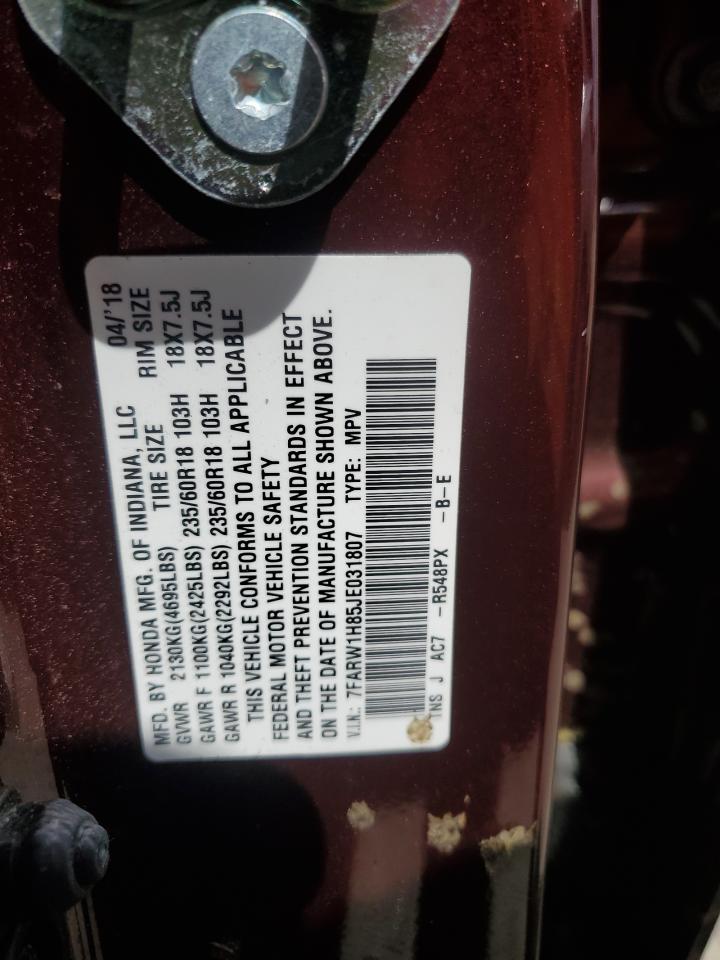 MFD. BY HONDA MFG. OF INDIANA, LLC 04/'18
GVWR 2130KG(4695LBS) TIRE SIZE RIM SIZE
GAWR F 1100KG(2425LBS) 235/60R18 103H 18X7.5J
GAWR R 1040KG(2292LBS) 235/60R18 103H 18X7.5J
THIS VEHICLE CONFORMS TO ALL APPLICABLE
FEDERAL MOTOR VEHICLE SAFETY
AND THEFT PREVENTION STANDARDS IN EFFECT
ON THE DATE OF MANUFACTURE SHOWN ABOVE.
V.I.N.: 7FARW1H85JE031807 TYPE: MPV
TNS J AC7 -R548PX -B-E